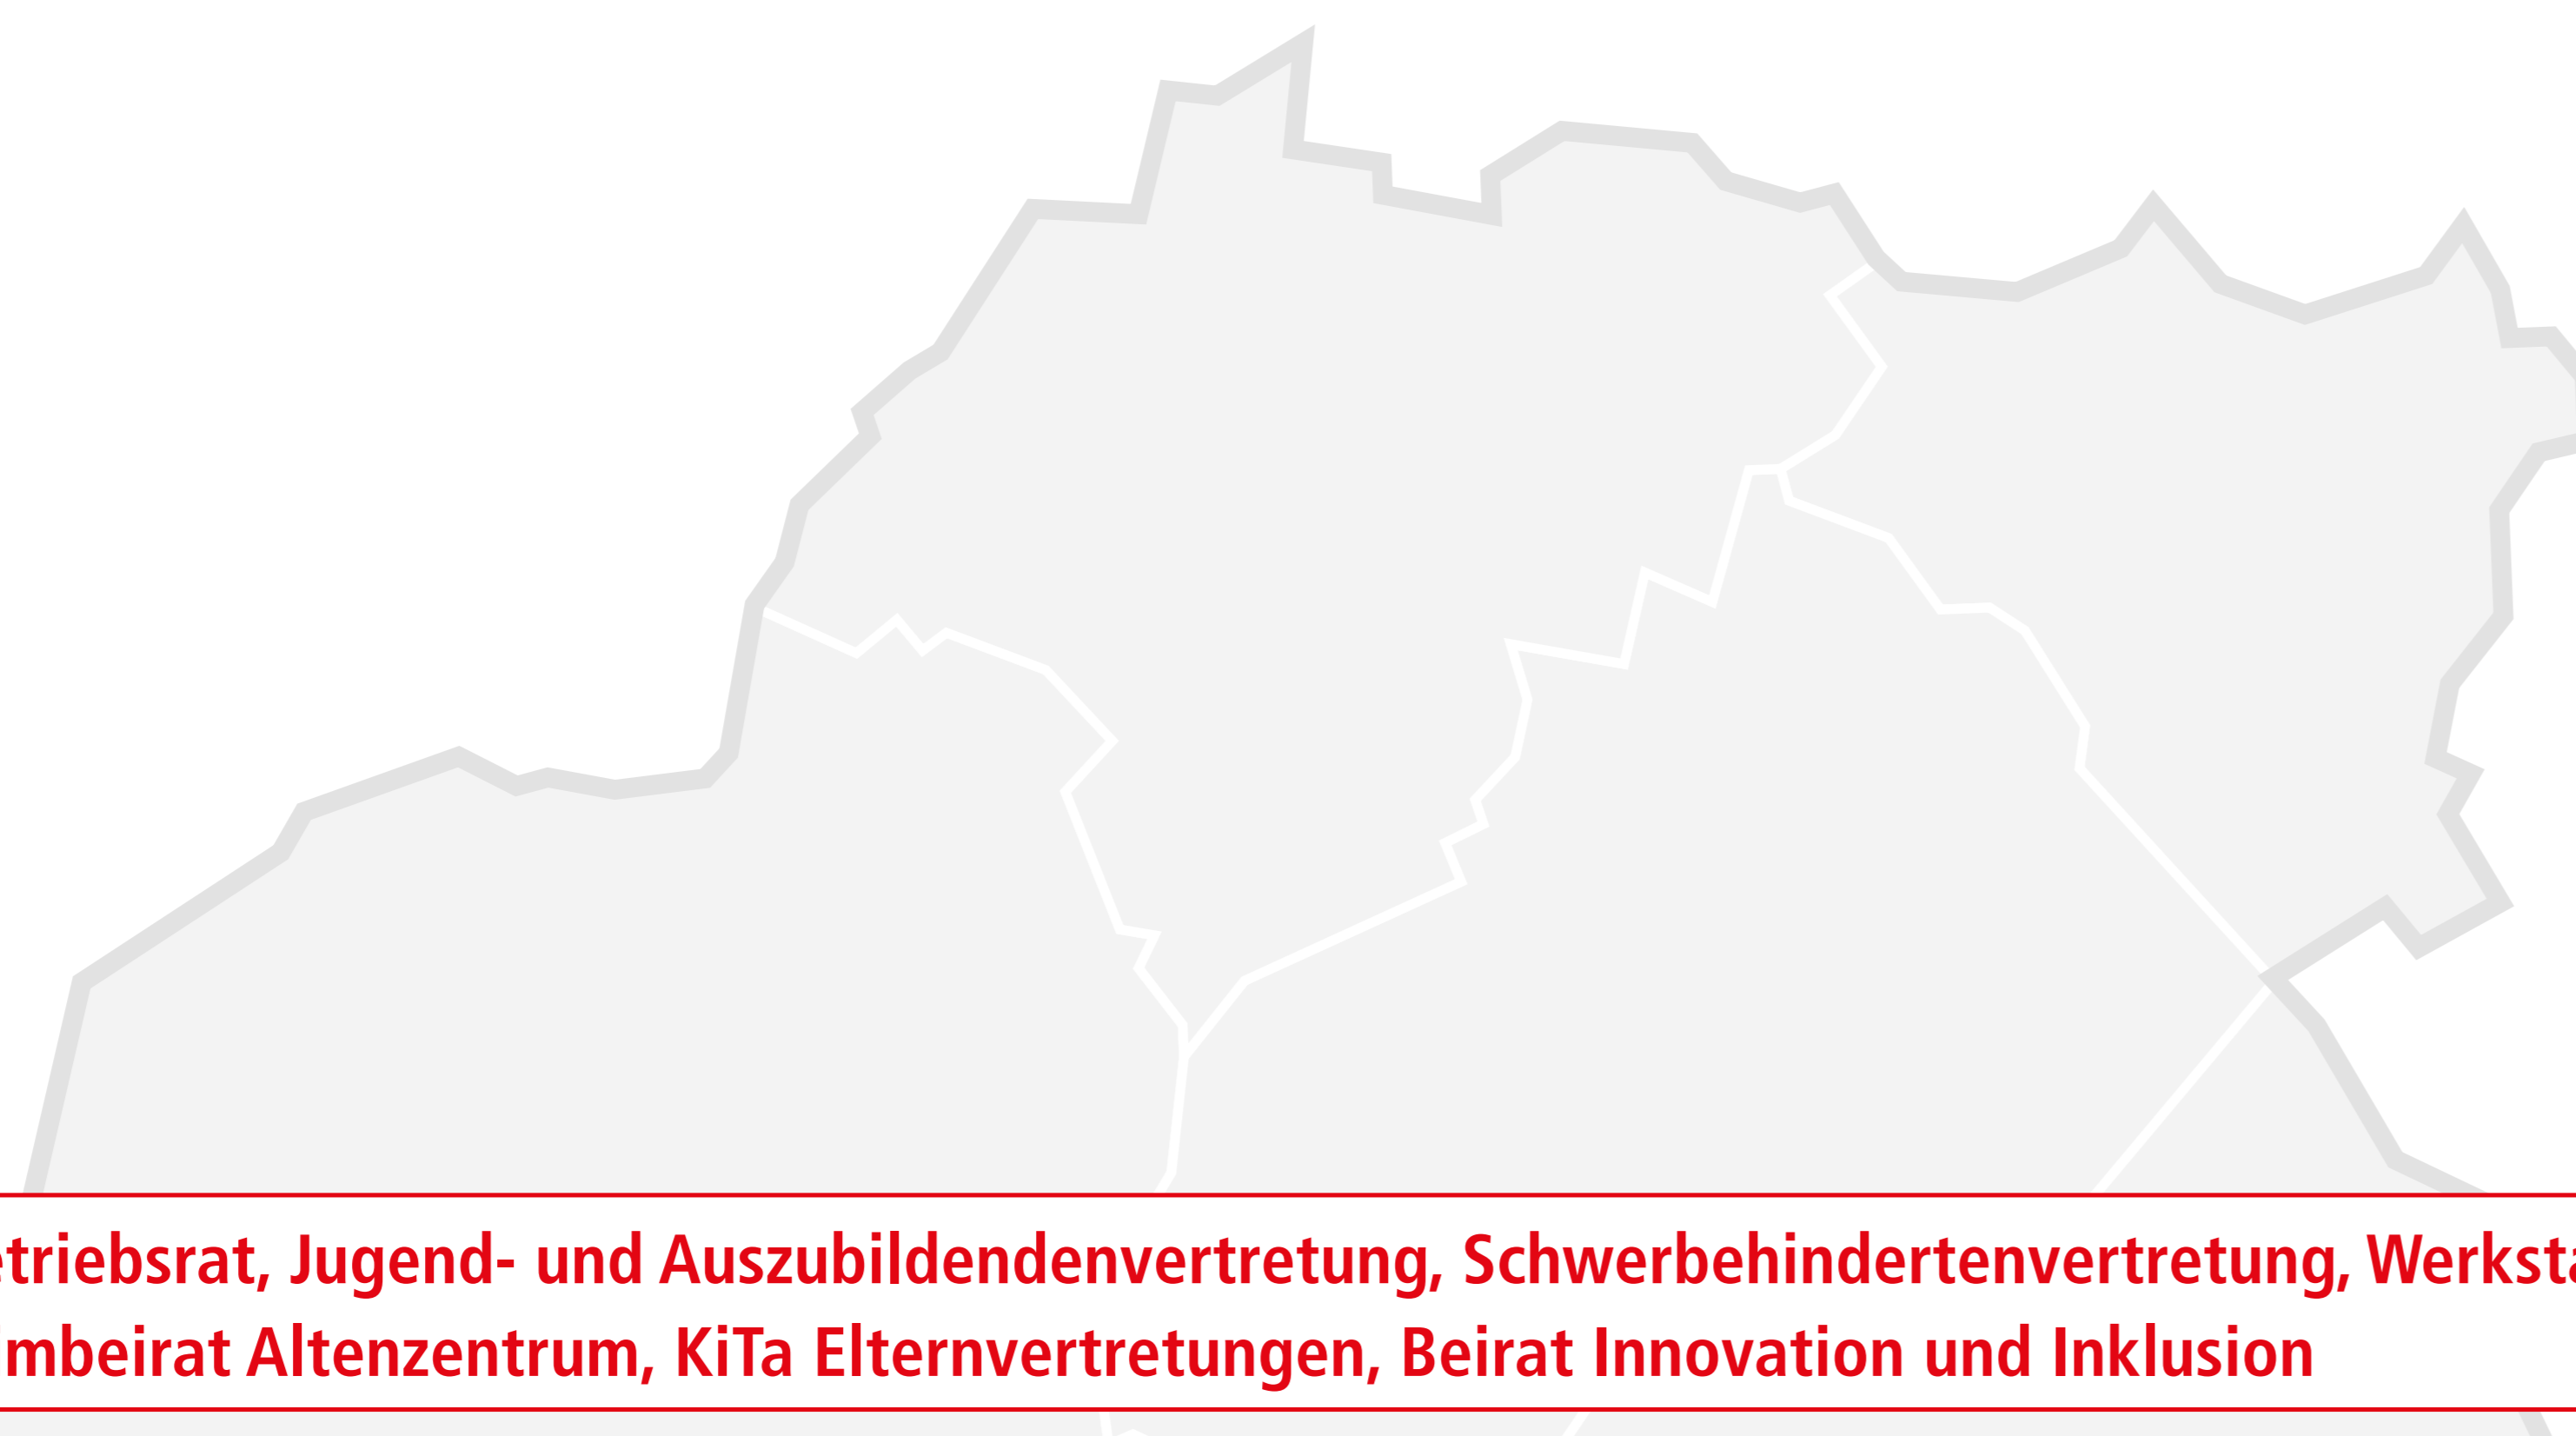 etriebsrat, Jugend- und Auszubildendenvertretung, Schwerbehindertenvertretung, Werksta
mbeirat Altenzentrum, KiTa Elternvertretungen, Beirat Innovation und Inklusion